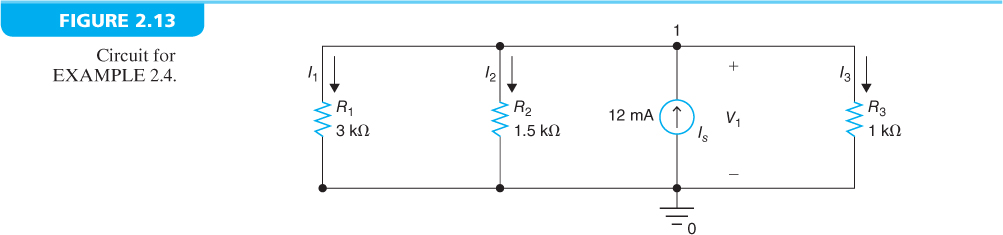 FIGURE 2.13
Circuit for
EXAMPLE 2.4.
1
I1
I2
I3
+
R1
3 kΩ
R2
1.5 kΩ
12 mA
Is
V1
R3
1 kΩ
–
0